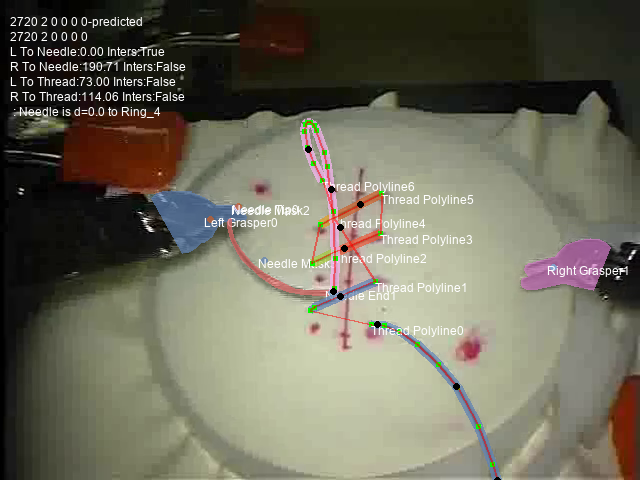 2720 2 0 0 0 0-predicted
2720 2 0 0 0 0
L To Needle:0.00 Inters:True
R To Needle:190.71 Inters:False
L To Thread:73.00 Inters:False
R To Thread:114.06 Inters:False
: Needle is d=0.0 to Ring_4
Thread Polyline6
Thread Polyline5
Needle Mask2
Left Grasper0
Thread Polyline4
Thread Polyline3
Thread Polyline2
Needle Mask
Right Grasper1
Thread Polyline1
Needle End1
Thread Polyline0